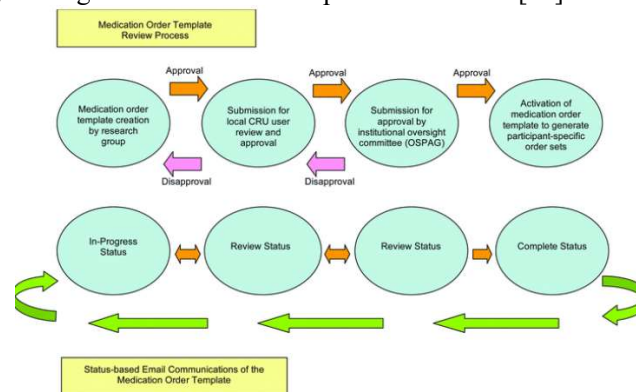 Medication Order Template
Review Process
Approval
Approval
Approval
Medication order
template creation
by research
group
Submission for
local CRU user
review and
approval
Submission for
approval by
institutional oversight
committee (OSPAG)
Activation of
medication order
template to generate
participant-specific
order sets
Disapproval
Disapproval
In-Progress
Status
Review Status
Review Status
Complete Status
Status-based Email Communications of the
Medication Order Template